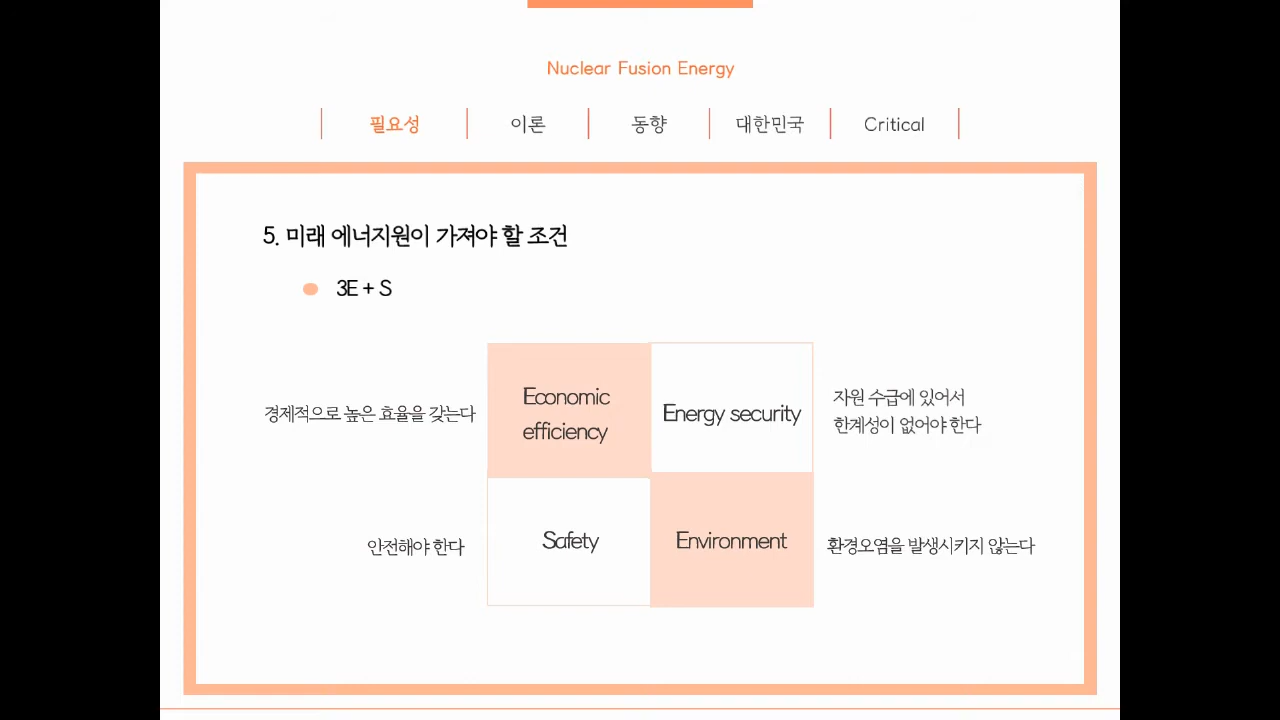 Nuclear Fusion Energy
필요성 이론 동향 대한민국 Critical
5. 미래 에너지원이 가져야 할 조건
3E + S
경제적으로 높은 효율을 갖는다
Economic
efficiency
Energy security
자원 수급에 있어서
한계성이 없어야 한다
안전해야 한다
Safety
Environment
환경오염을 발생시키지 않는다